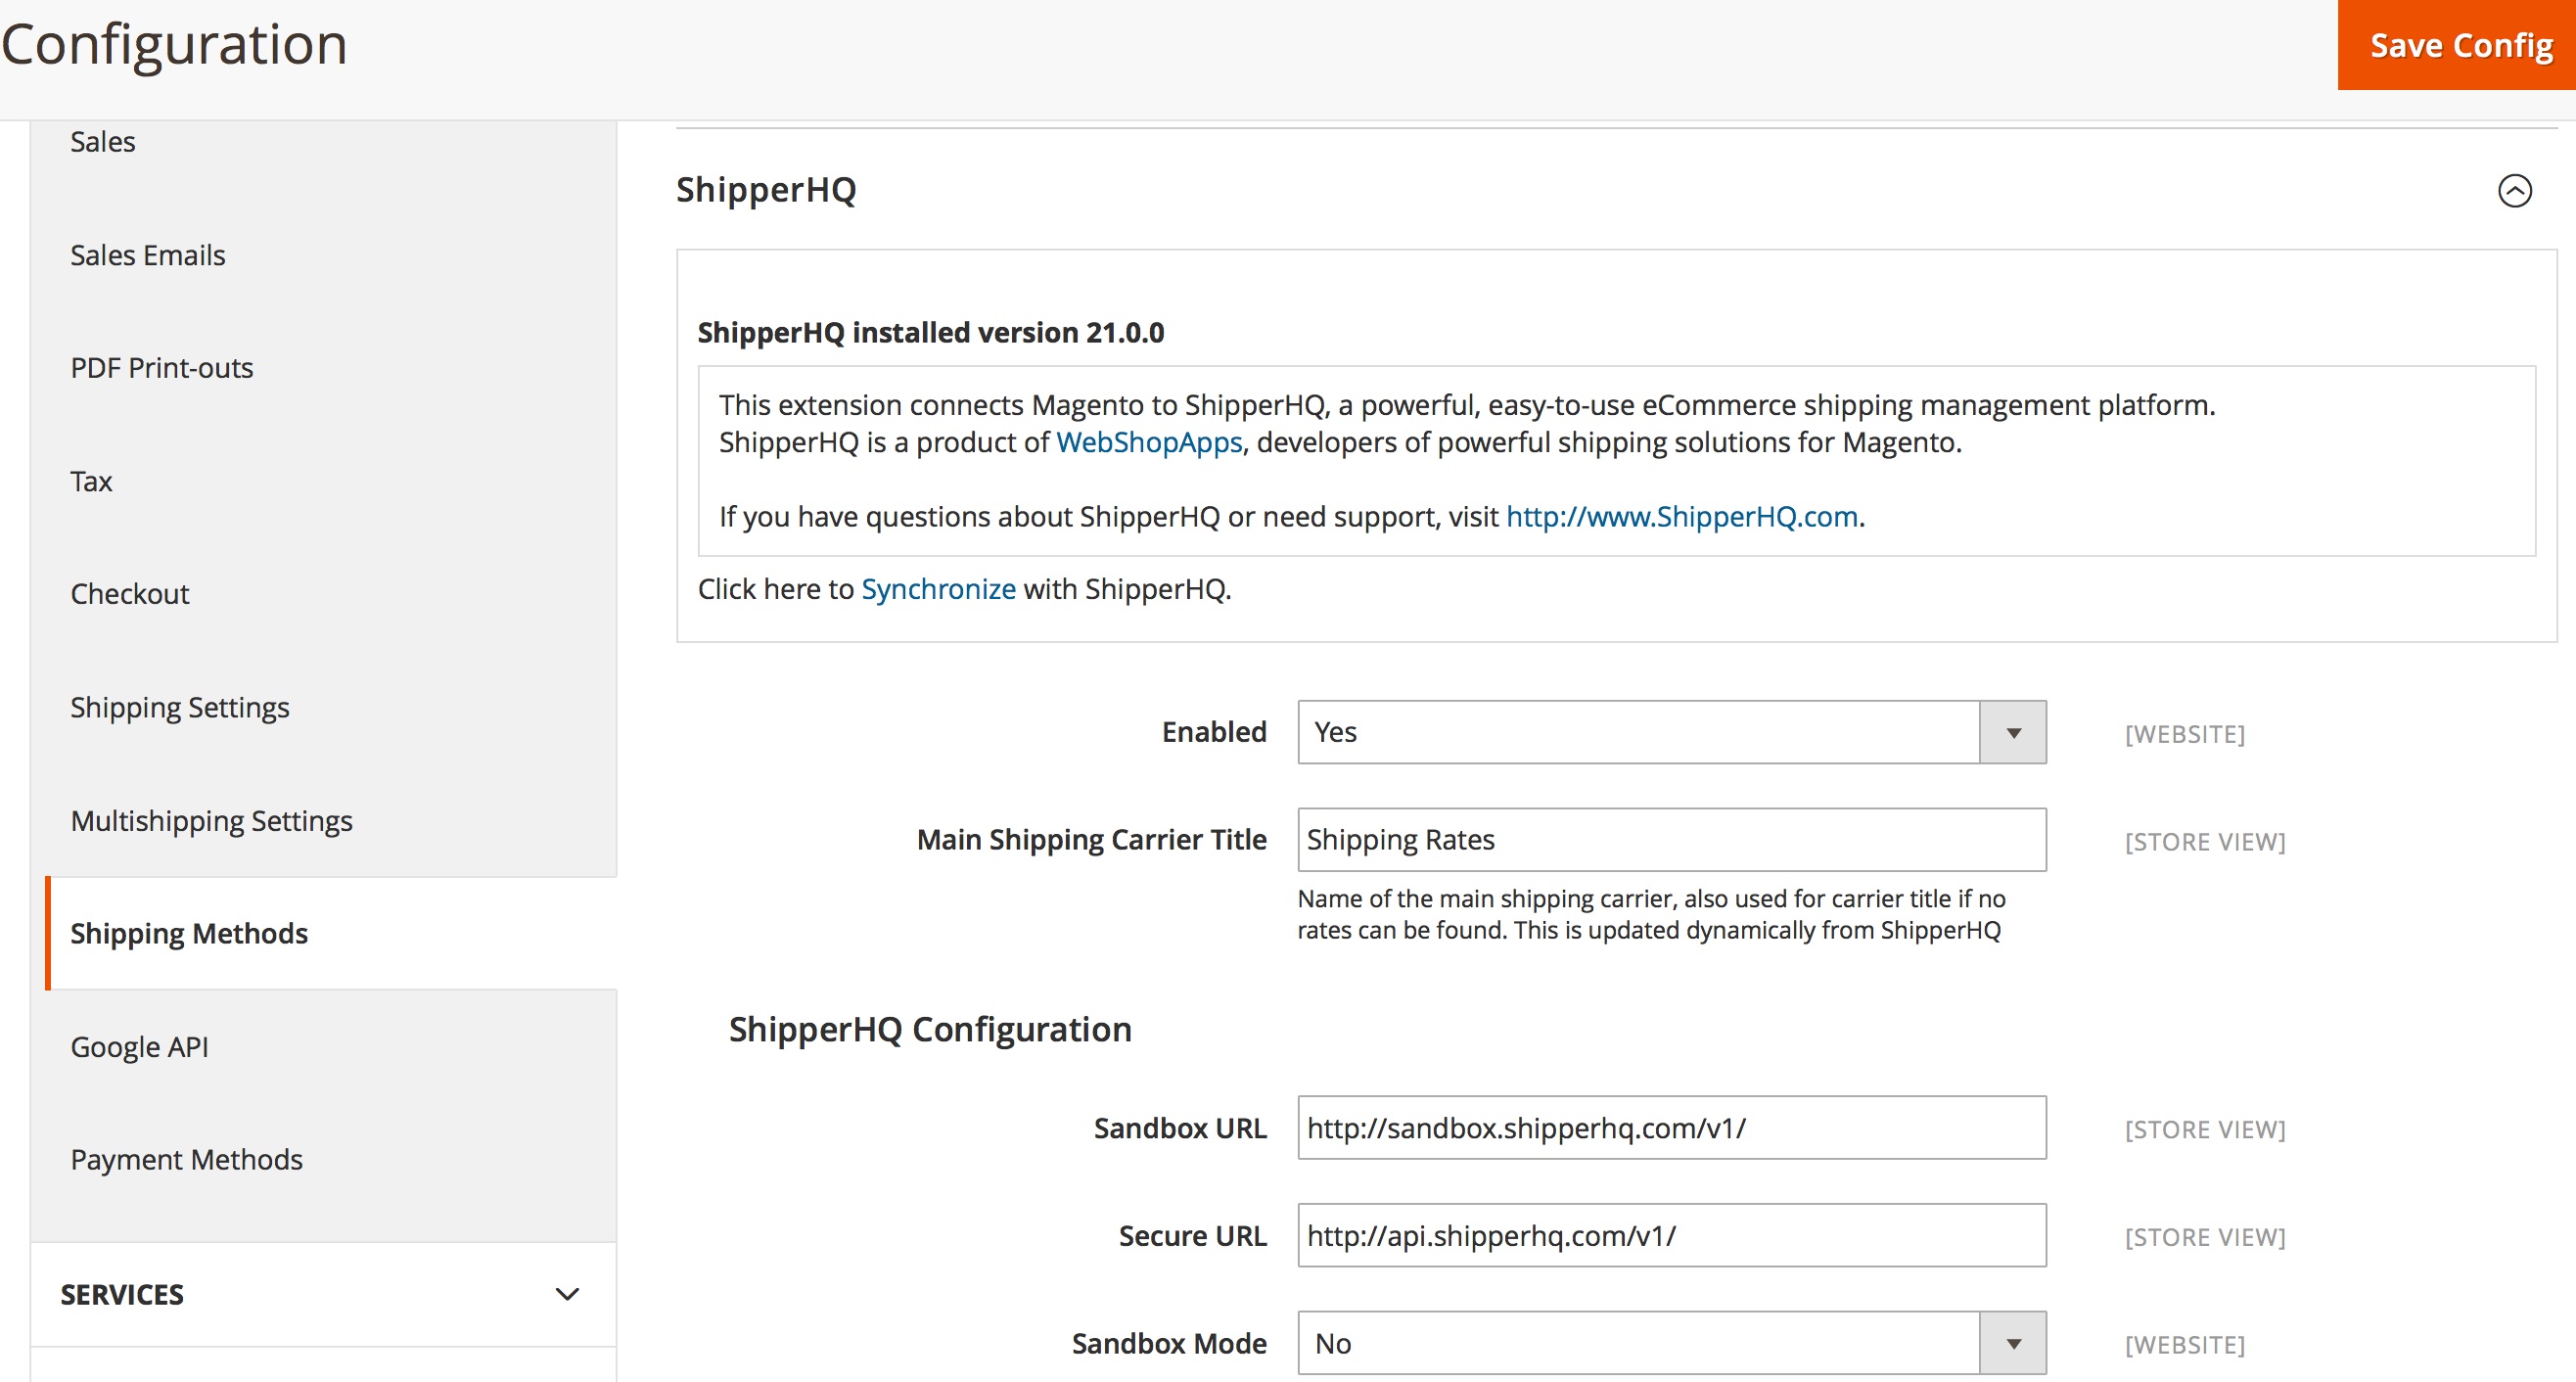 Configuration
Save Config
Sales
Sales Emails
PDF Print-outs
Tax
Checkout
Shipping Settings
Multishipping Settings
Shipping Methods
Google API
Payment Methods
SERVICES
ShipperHQ
ShipperHQ installed version 21.0.0
This extension connects Magento to ShipperHQ, a powerful, easy-to-use eCommerce shipping management platform.
ShipperHQ is a product of WebShopApps, developers of powerful shipping solutions for Magento.
If you have questions about ShipperHQ or need support, visit http://www.ShipperHQ.com.
Click here to Synchronize with ShipperHQ.
Enabled Yes [WEBSITE]
Main Shipping Carrier Title Shipping Rates [STORE VIEW]
Name of the main shipping carrier, also used for carrier title if no
rates can be found. This is updated dynamically from ShipperHQ
ShipperHQ Configuration
Sandbox URL http://sandbox.shipperhq.com/v1/ [STORE VIEW]
Secure URL http://api.shipperhq.com/v1/ [STORE VIEW]
Sandbox Mode No [WEBSITE]